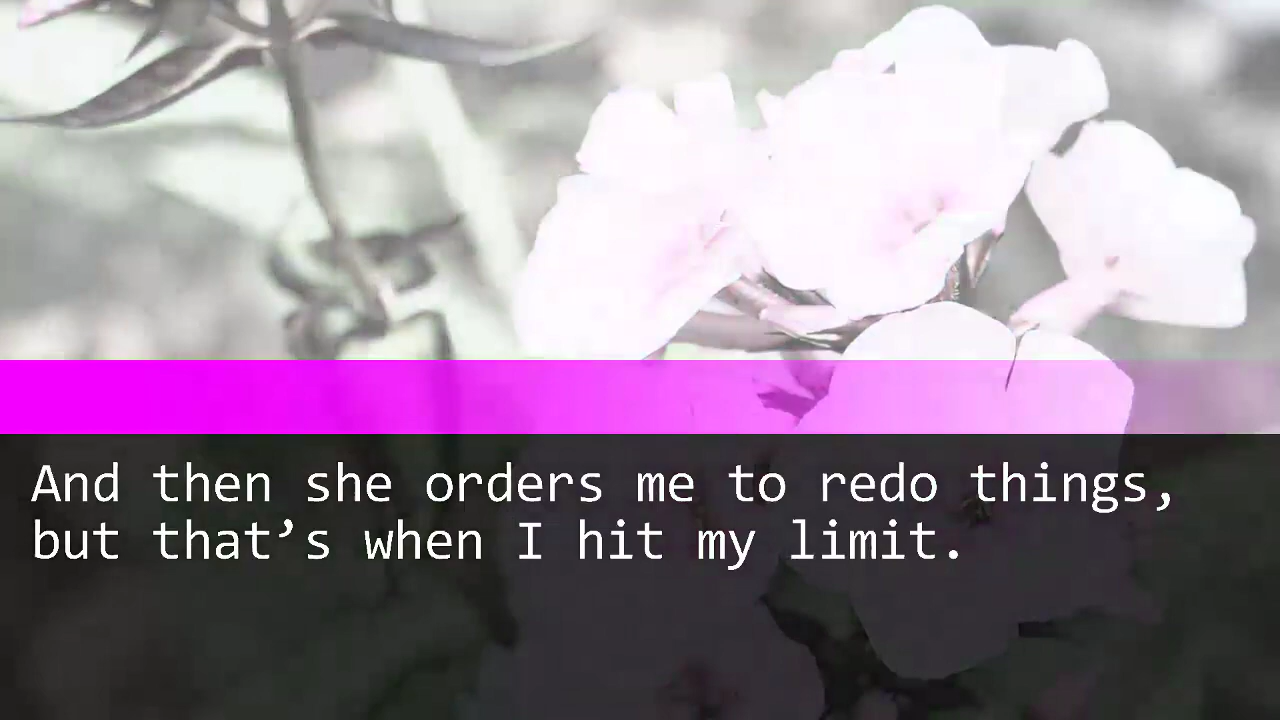 And then she orders me to redo things,
but that’s when I hit my limit.